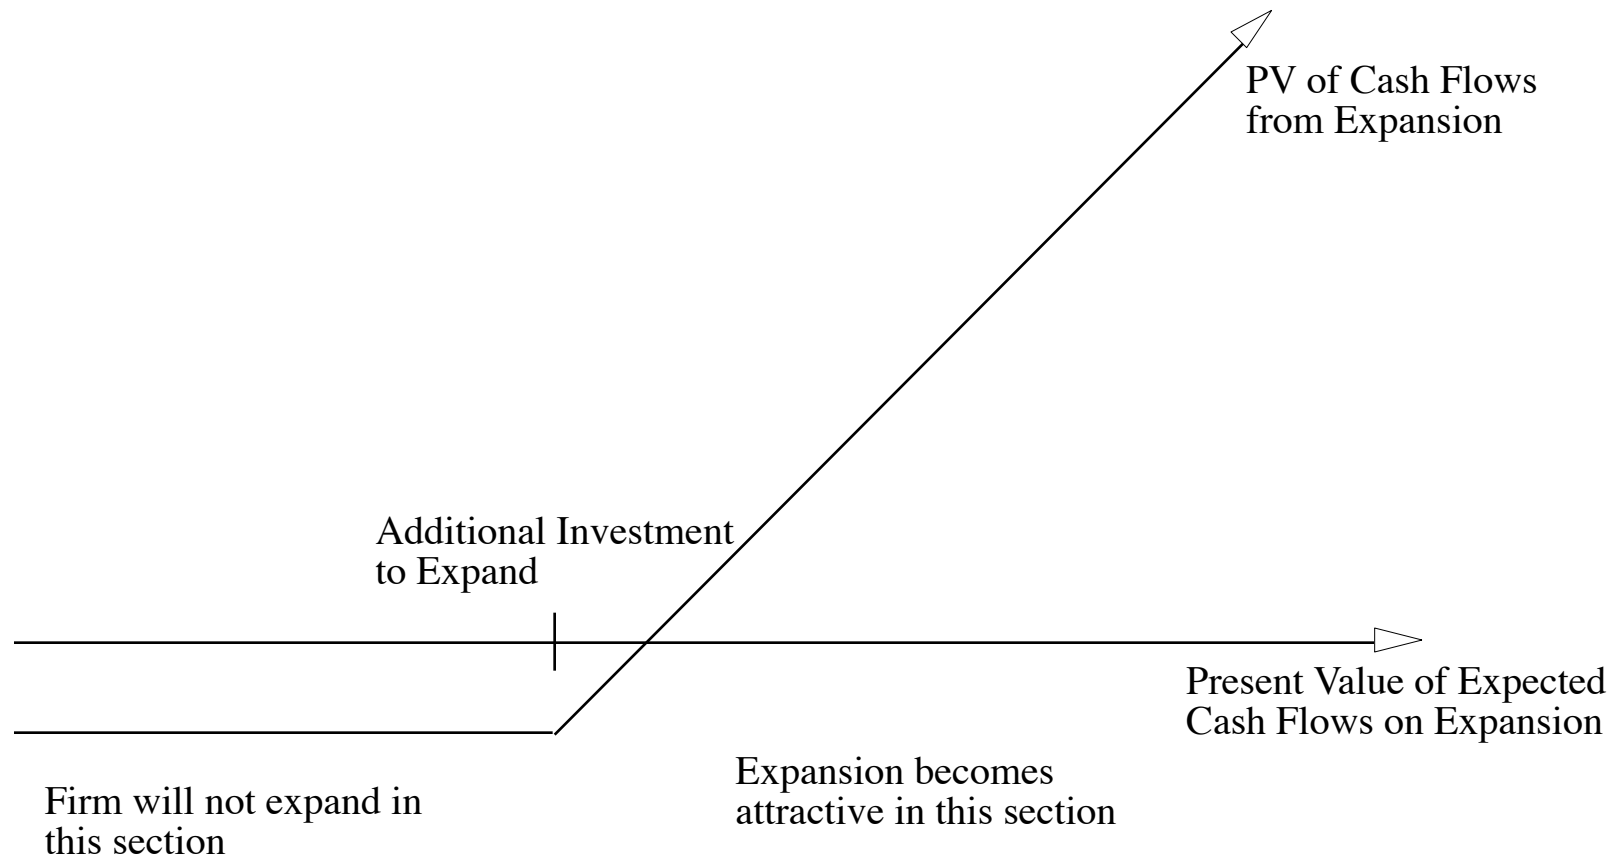 PV of Cash Flows
from Expansion
Additional Investment
to Expand
Present Value of Expected
Cash Flows on Expansion
Expansion becomes
attractive in this section
Firm will not expand in
this section